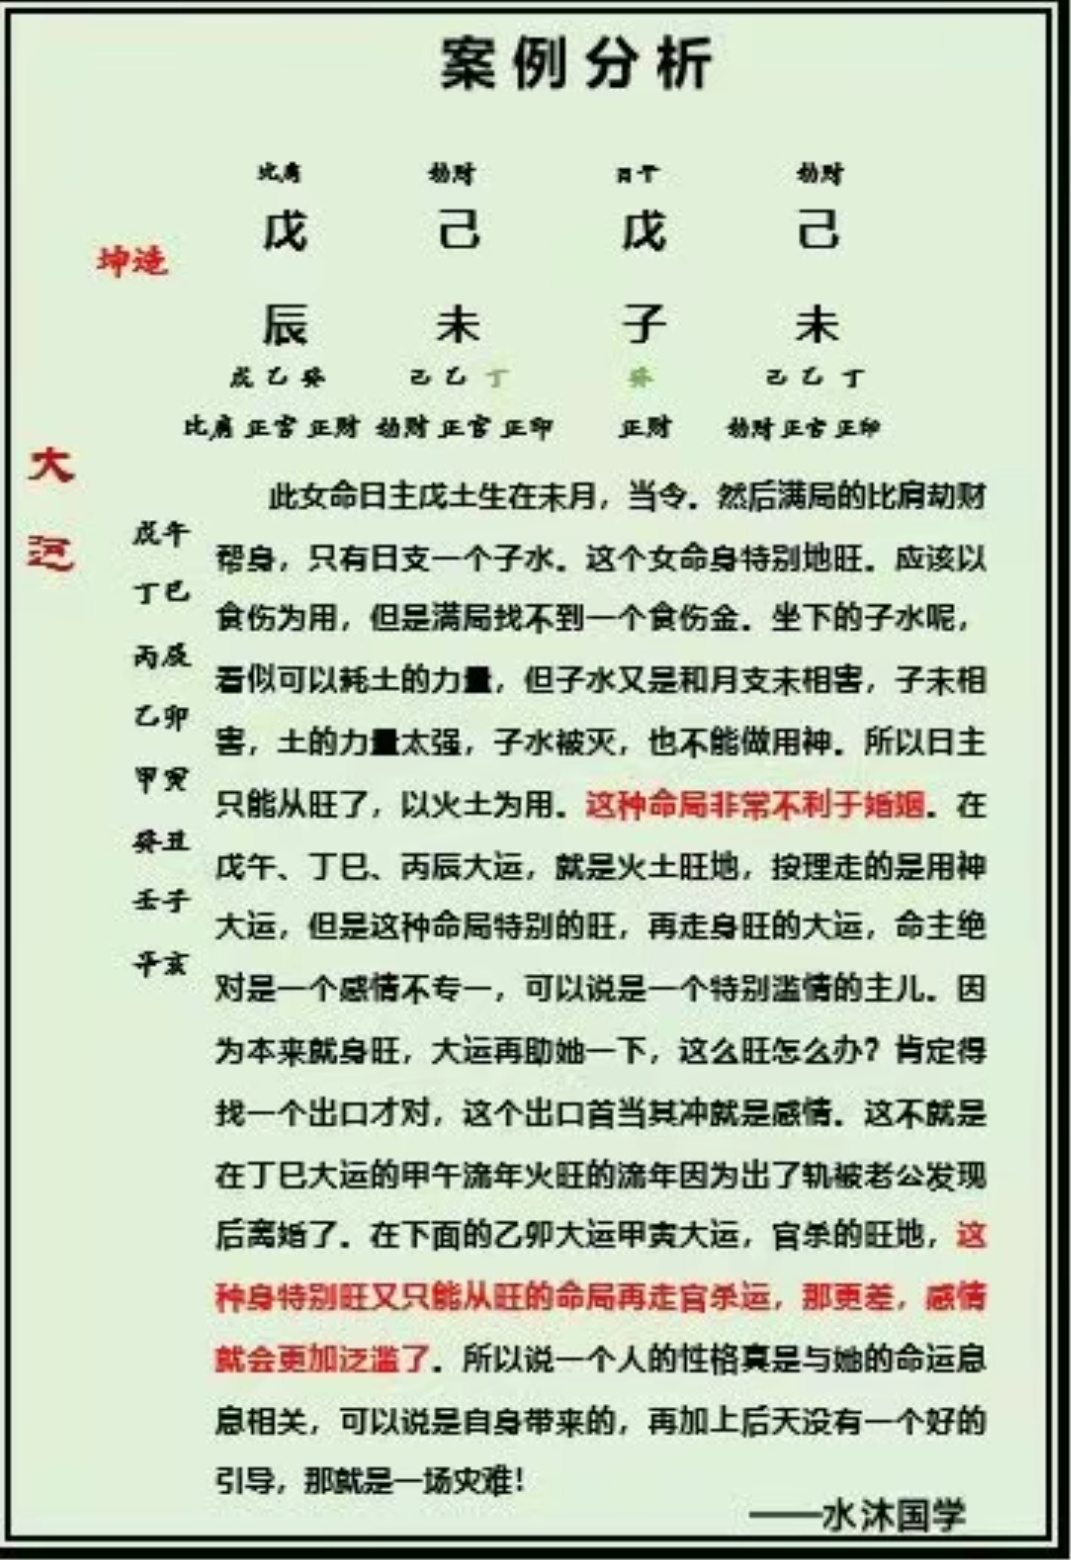 案例分析
比肩 劫财 日干 劫财
坤造
戊 己 戊 己
辰 未 子 未
戊乙癸 己乙丁 癸 己乙丁
比肩 正官 正财 劫财 正官 正印 正财 劫财 正官 正印
大运
戊午
丁巳
丙辰
乙卯
甲寅
癸丑
壬子
辛亥
此女命日主戊土生在未月，当令。然后满局的比肩劫财
帮身，只有日支一个子水。这个女命身特别地旺。应该以
食伤为用，但是满局找不到一个食伤金。坐下的子水呢，
看似可以耗土的力量，但子水又是和月支未相害，子未相
害，土的力量太强，子水被灭，也不能做用神。所以日主
只能从旺了，以火土为用。这种命局非常不利于婚姻。在
戊午、丁巳、丙辰大运，就是火土旺地，按理走的是用神
大运，但是这种命局特别的旺，再走身旺的大运，命主绝
对是一个感情不专一，可以说是一个特别滥情的主儿。因
为本来就身旺，大运再助她一下，这么旺怎么办？肯定得
找一个出口才对，这个出口首当其冲就是感情。这不就是
在丁巳大运的甲午流年火旺的流年因为出了轨被老公发现
后离婚了。在下面的乙卯大运甲寅大运，官杀的旺地，这
种身特别旺又只能从旺的命局再走官杀运，那更差，感情
就会更加泛滥了。所以说一个人的性格真是与她的命运息
息相关，可以说是自身带来的，再加上后天没有一个好的
引导，那就是一场灾难！
——水沐国学